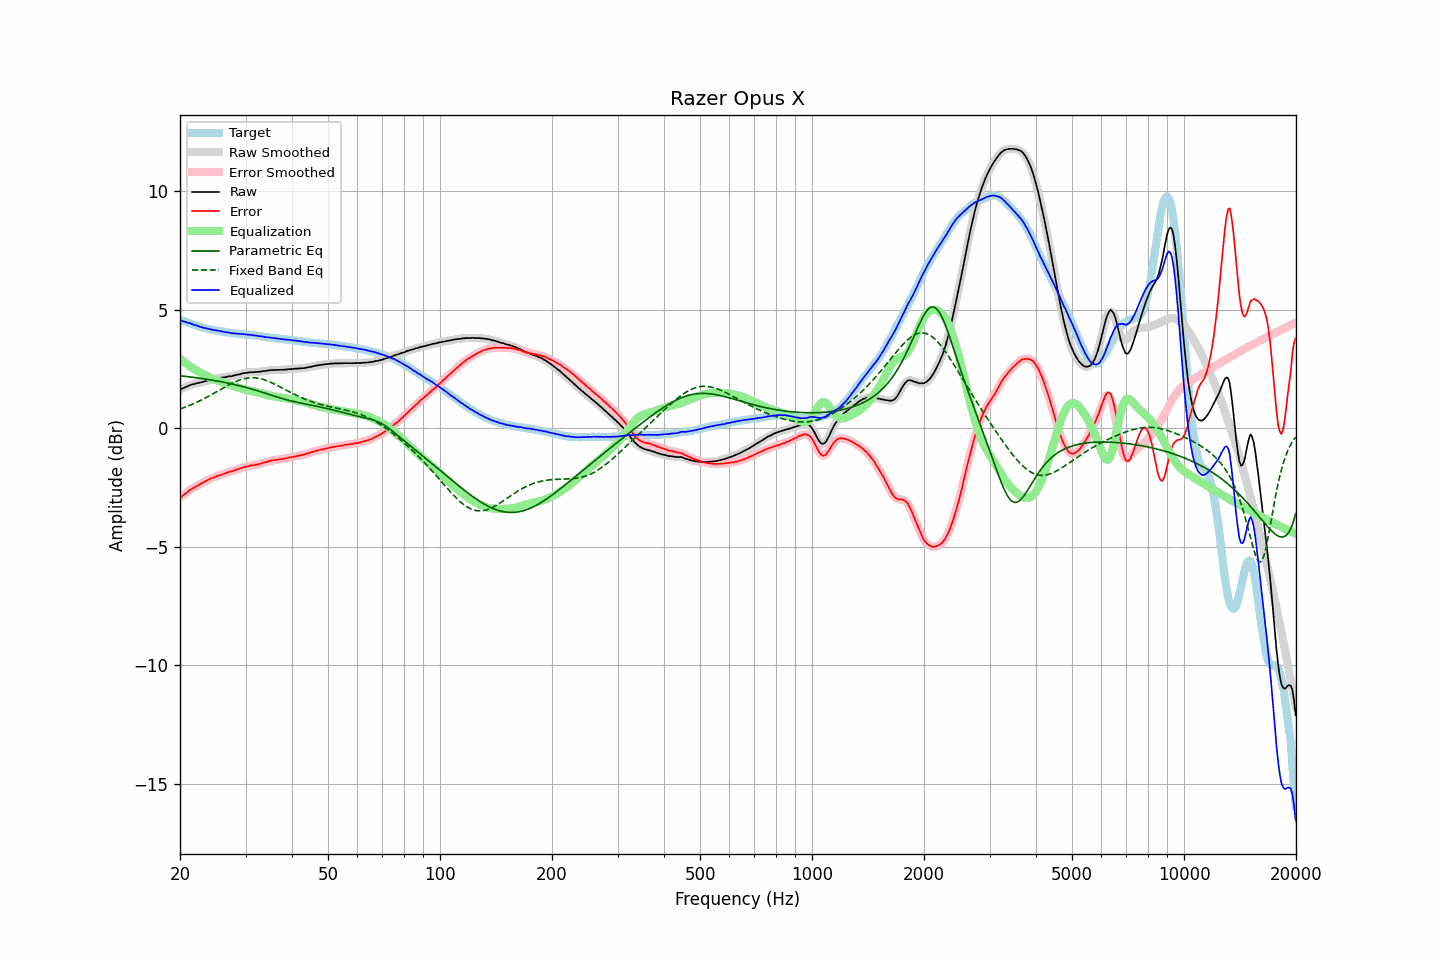 Razer Opus X
Target
Raw Smoothed
Error Smoothed
Raw
Error
Equalization
Parametric Eq
Fixed Band Eq
Equalized
Amplitude (dBr)
10
5
0
−5
−10
−15
20 50 100 200 500 1000 2000 5000 10000 20000
Frequency (Hz)